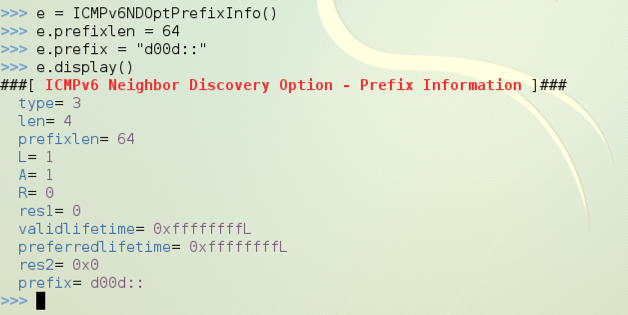 >>> e = ICMPv6NDOptPrefixInfo()
>>> e.prefixlen = 64
>>> e.prefix = "d00d::"
>>> e.display()
###[ ICMPv6 Neighbor Discovery Option - Prefix Information ]###
  type= 3
  len= 4
  prefixlen= 64
  L= 1
  A= 1
  R= 0
  res1= 0
  validlifetime= 0xffffffffL
  preferredlifetime= 0xffffffffL
  res2= 0x0
  prefix= d00d::
>>>